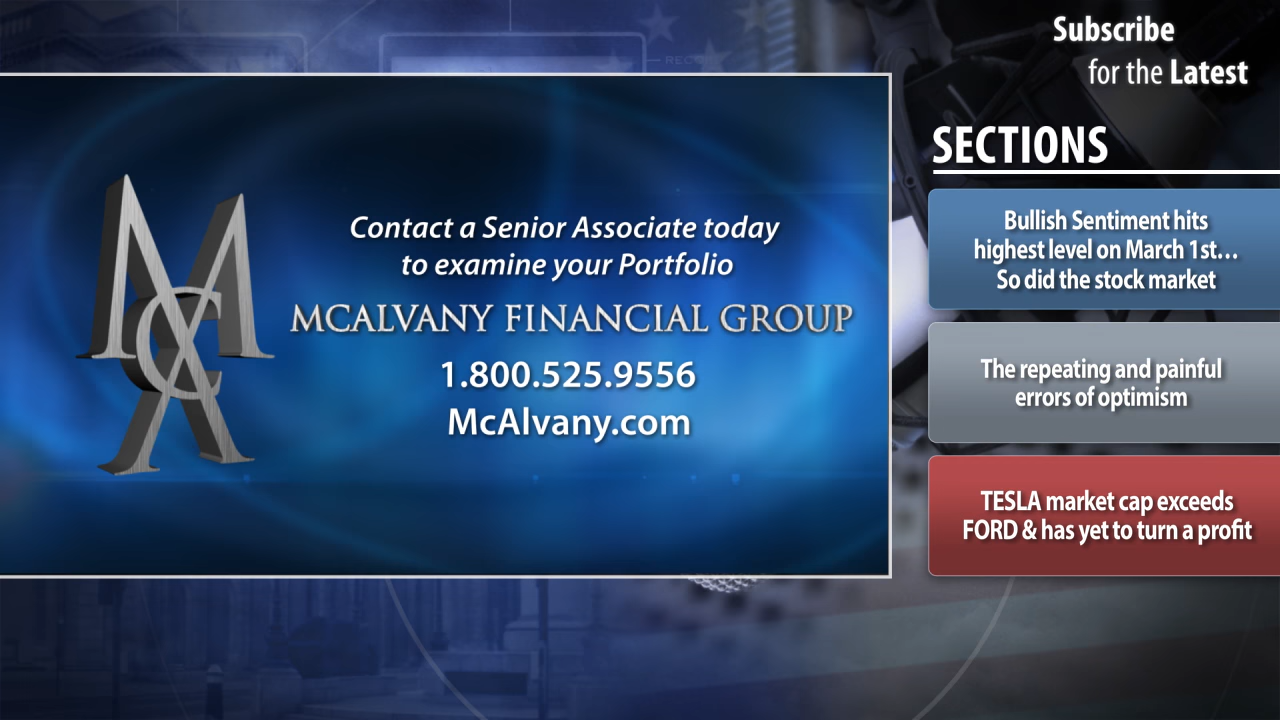 Subscribe
for the Latest
RECOR
SECTIONS
Contact a Senior Associate today
to examine your Portfolio
MCALVANY FINANCIAL GROUP
1.800.525.9556
McAlvany.com
Bullish Sentiment hits
highest level on March 1st...
So did the stock market
The repeating and painful
errors of optimism
TESLA market cap exceeds
FORD & has yet to turn a profit